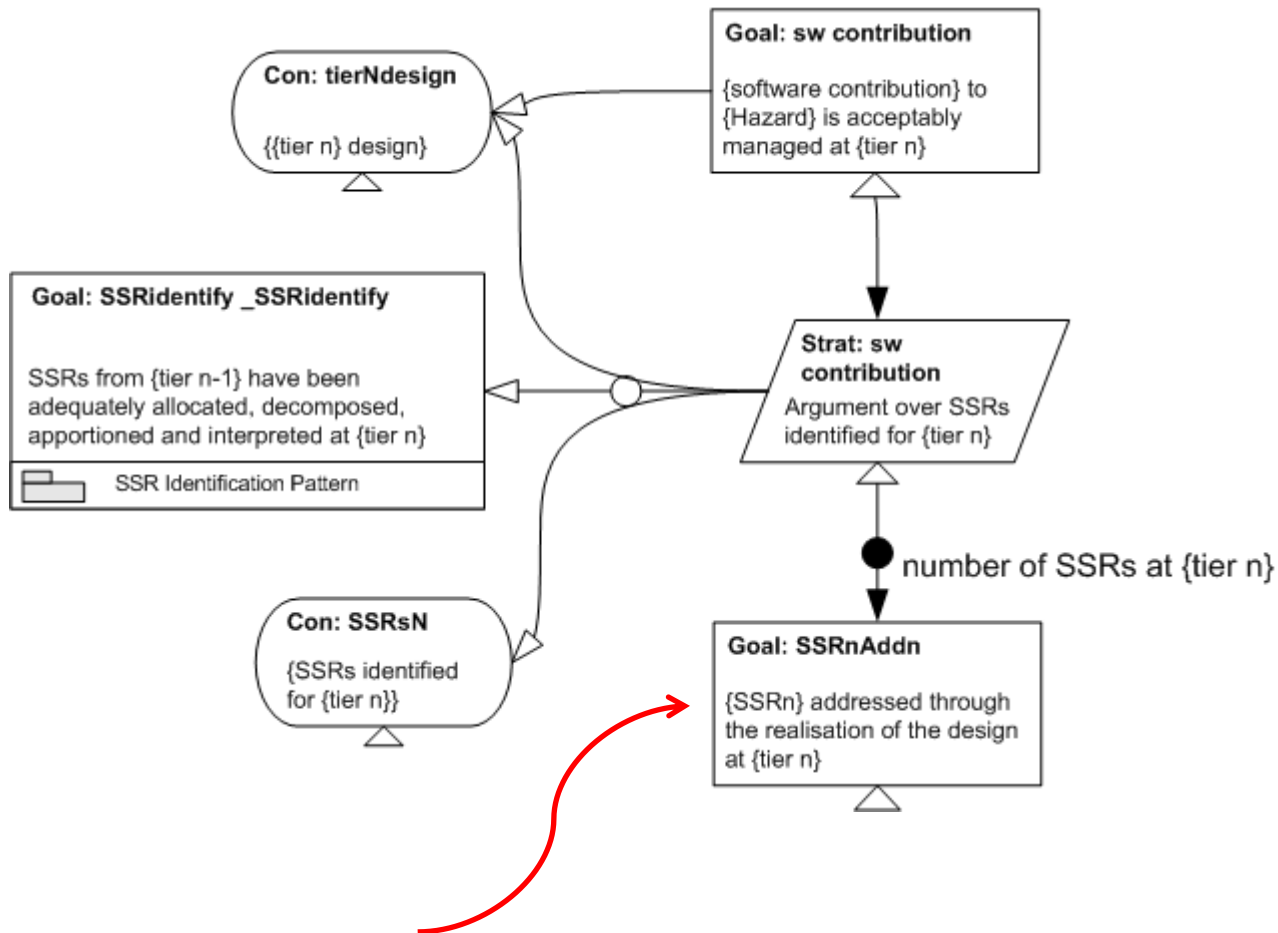 Goal: sw contribution
{software contribution} to
{Hazard} is acceptably
managed at {tier n}
Con: tierNdesign
{{tier n} design}
Goal: SSRidentify _SSRidentify
SSRs from {tier n-1} have been
adequately allocated, decomposed,
apportioned and interpreted at {tier n}
SSR Identification Pattern
Strat: sw
contribution
Argument over SSRs
identified for {tier n}
number of SSRs at {tier n}
Con: SSRsN
{SSRs identified
for {tier n}}
Goal: SSRnAddn
{SSRn} addressed through
the realisation of the design
at {tier n}